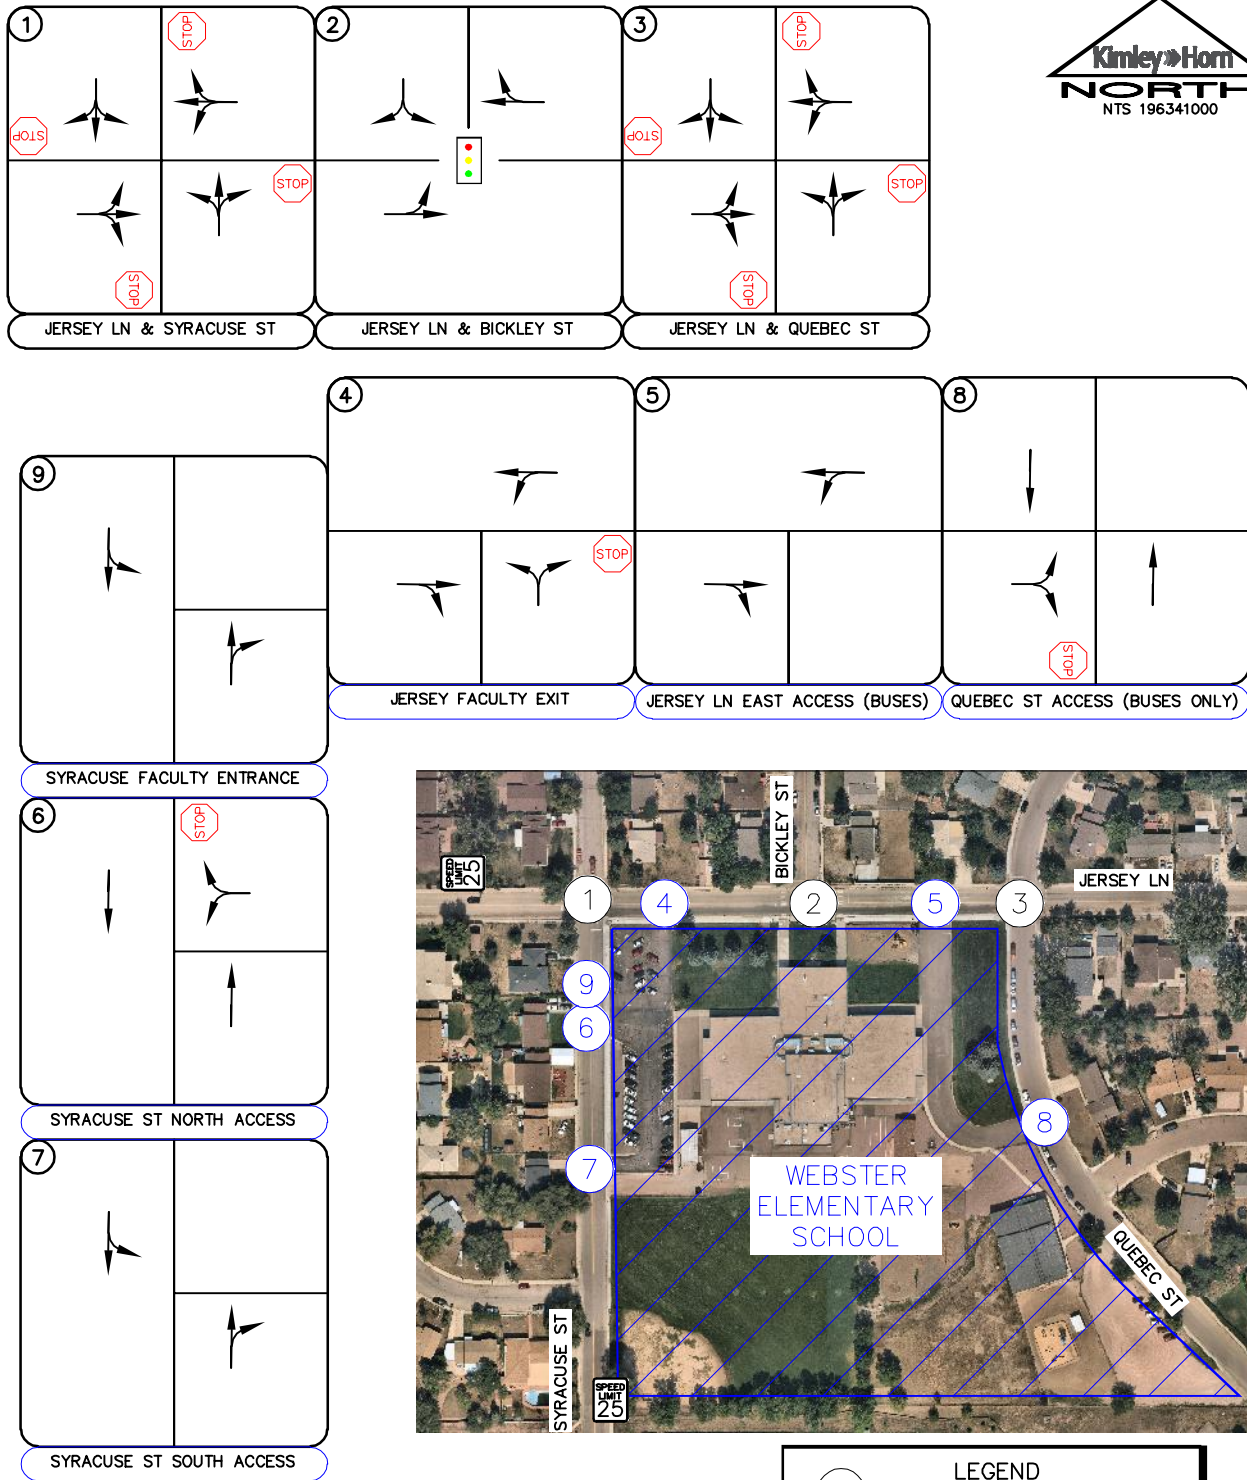 1
STOP
STOP
STOP
STOP
JERSEY LN & SYRACUSE ST
2
JERSEY LN & BICKLEY ST
3
STOP
STOP
STOP
STOP
JERSEY LN & QUEBEC ST
Kimley»Horn
NORTH
NTS 196341000
4
STOP
JERSEY FACULTY EXIT
5
JERSEY LN EAST ACCESS (BUSES)
8
STOP
QUEBEC ST ACCESS (BUSES ONLY)
9
SYRACUSE FACULTY ENTRANCE
6
STOP
SYRACUSE ST NORTH ACCESS
7
SYRACUSE ST SOUTH ACCESS
BICKLEY ST
SPEED
LIMIT
25
JERSEY LN
1
4
2
5
3
9
6
8
7
WEBSTER
ELEMENTARY
SCHOOL
QUEBEC ST
SYRACUSE ST
SPEED
LIMIT
25
LEGEND